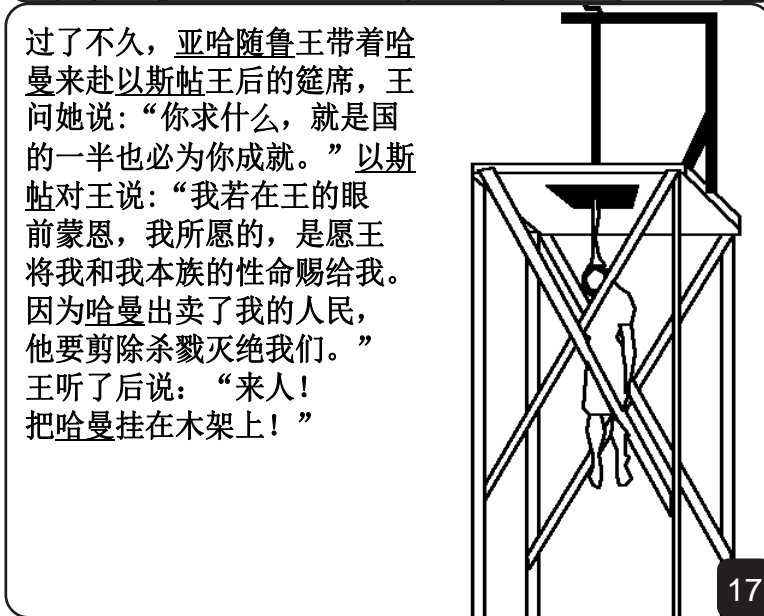 过了不久，亚哈随鲁王带着哈
曼来赴以斯帖王后的筵席，王
问她说：“你求什么，就是国
的一半也必为你成就。”以斯
帖对王说：“我若在王的眼
前蒙恩，我所愿的，是愿王
将我和我本族的性命赐给我。
因为哈曼出卖了我的人民，
他要剪除杀戮灭绝我们。”
王听了后说：“来人！
把哈曼挂在木架上！”
17